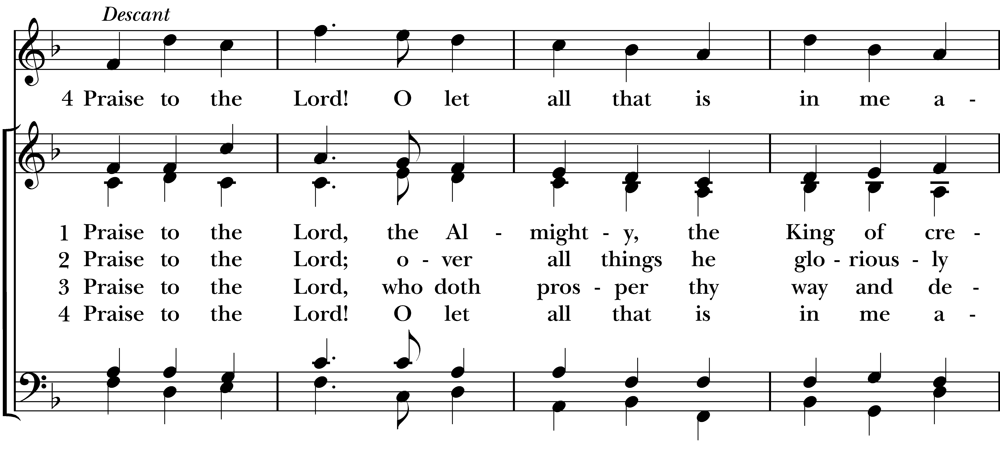 Descant
4 Praise to the Lord! O let all that is in me a -
1 Praise to the Lord, the Al - might - y, the King of cre -
2 Praise to the Lord; o - ver all things he glo - rious - ly
3 Praise to the Lord, who doth pros - per thy way and de -
4 Praise to the Lord! O let all that is in me a -